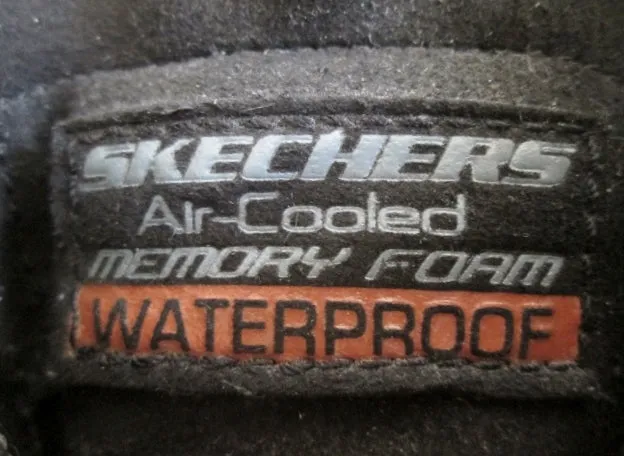 SKECHERS
Air-Cooled
MEMORY FOAM
WATERPROOF